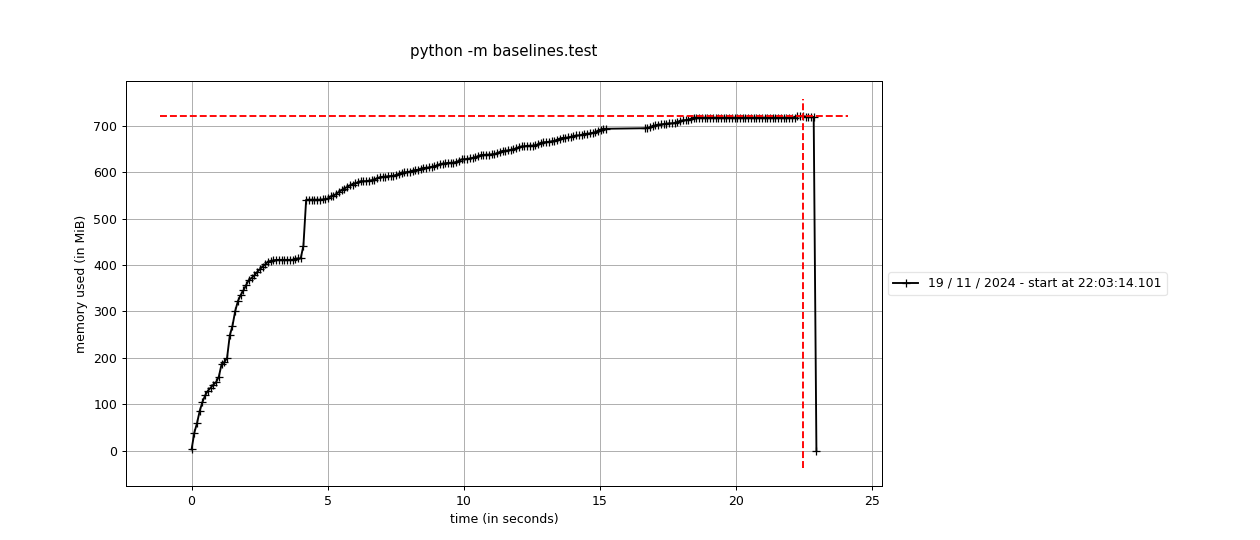 python -m baselines.test
700
600
500
400
300
200
100
0
memory used (in MiB)
0 5 10 15 20 25
time (in seconds)
19 / 11 / 2024 - start at 22:03:14.101